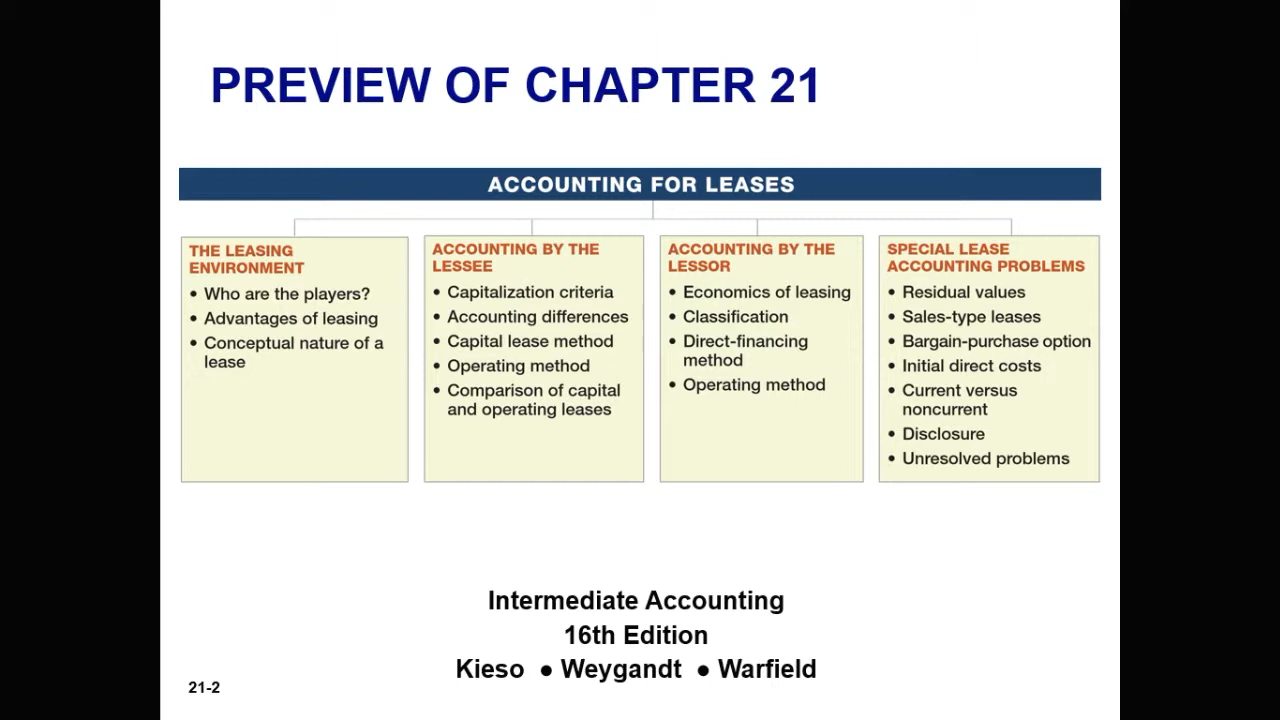 PREVIEW OF CHAPTER 21
ACCOUNTING FOR LEASES
THE LEASING
ENVIRONMENT
• Who are the players?
• Advantages of leasing
• Conceptual nature of a
lease
ACCOUNTING BY THE
LESSEE
• Capitalization criteria
• Accounting differences
• Capital lease method
• Operating method
• Comparison of capital
and operating leases
ACCOUNTING BY THE
LESSOR
• Economics of leasing
• Classification
• Direct-financing
method
• Operating method
SPECIAL LEASE
ACCOUNTING PROBLEMS
• Residual values
• Sales-type leases
• Bargain-purchase option
• Initial direct costs
• Current versus
noncurrent
• Disclosure
• Unresolved problems
Intermediate Accounting
16th Edition
Kieso ● Weygandt ● Warfield
21-2